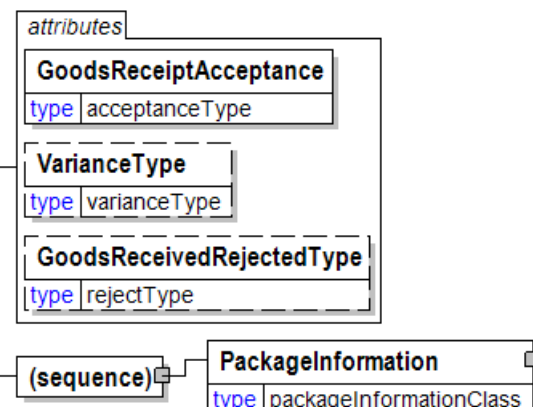 attributes
GoodsReceiptAcceptance
type acceptanceType
VarianceType
type varianceType
GoodsReceivedRejectedType
type rejectType
(sequence)
PackageInformation
type packageInformationClass